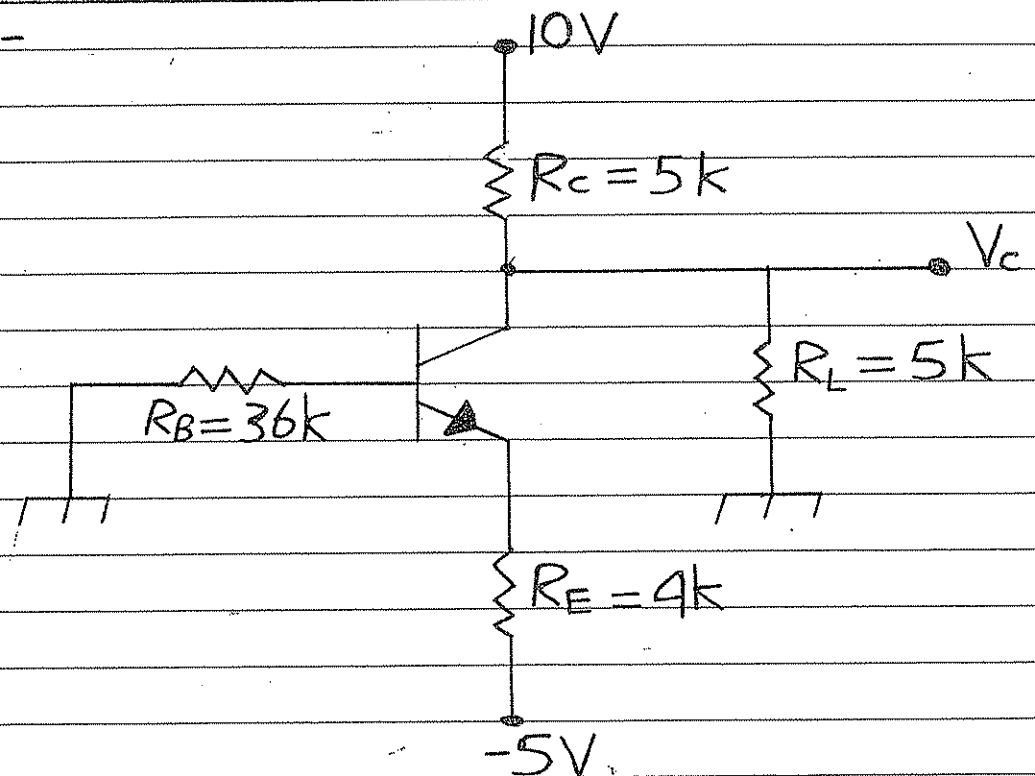 10V
Rc = 5k
Vc
RL = 5k
RB = 36k
RE = 4k
-5V